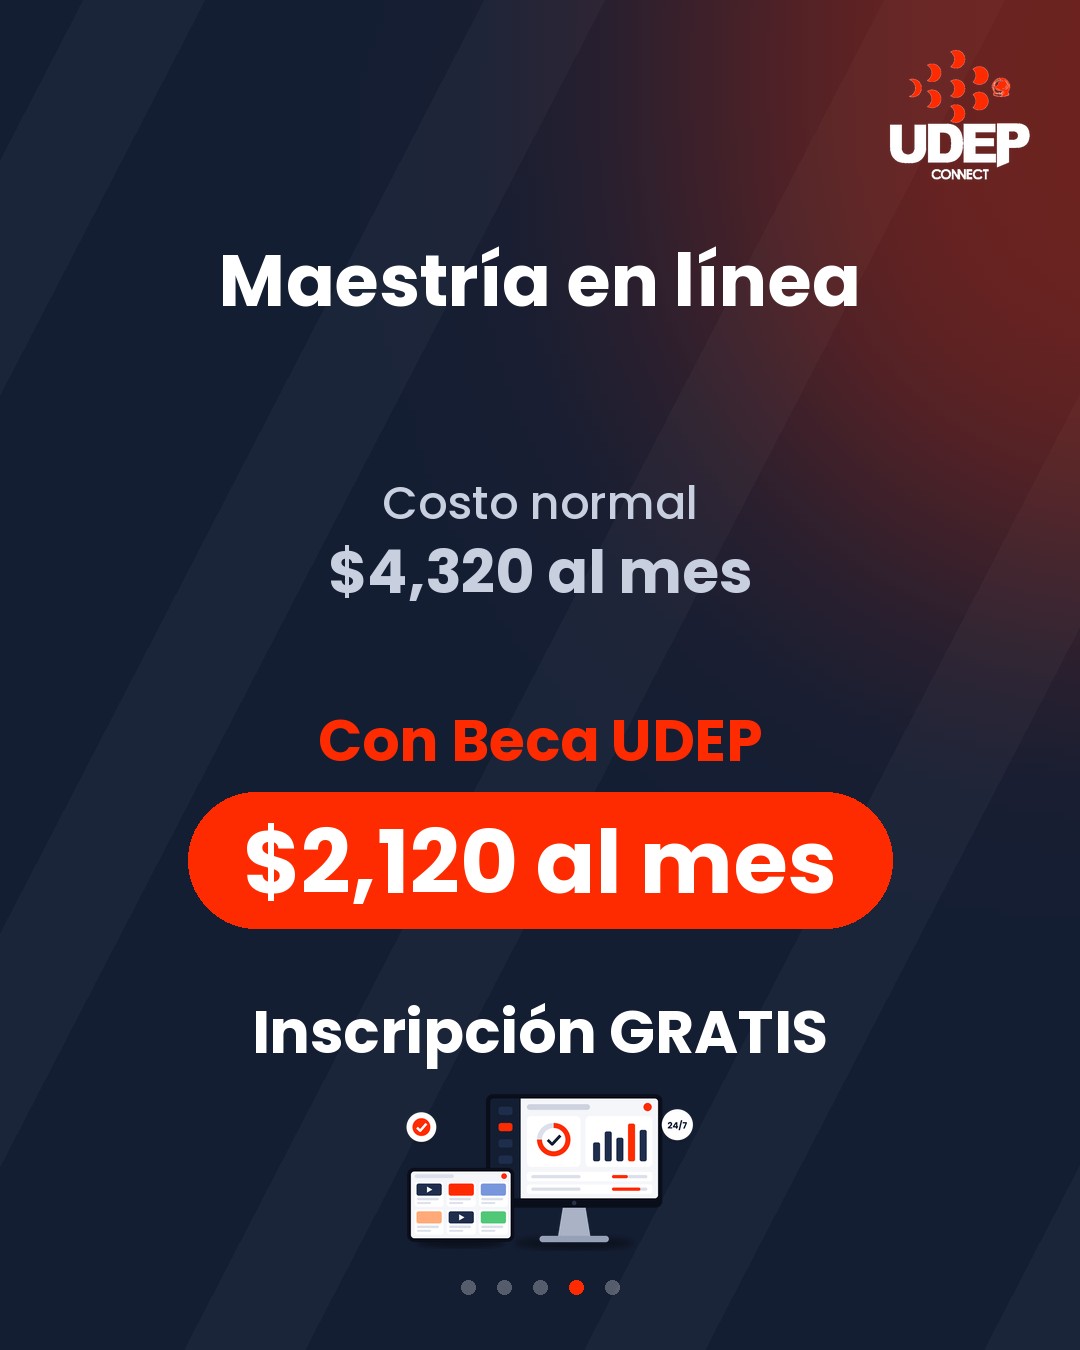 UDEP
CONNECT
Maestría en línea
Costo normal
$4,320 al mes
Con Beca UDEP
$2,120 al mes
Inscripción GRATIS
24/7